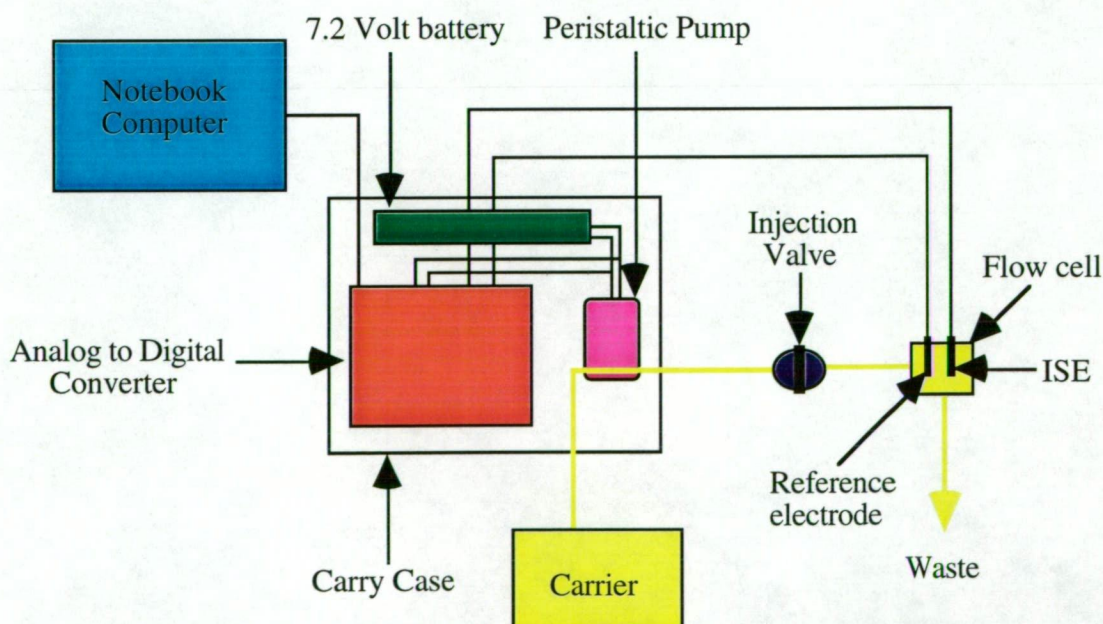 7.2 Volt battery
Peristaltic Pump
Notebook
Computer
Injection
Valve
Flow cell
Analog to Digital
Converter
ISE
Reference
electrode
Carry Case
Carrier
Waste